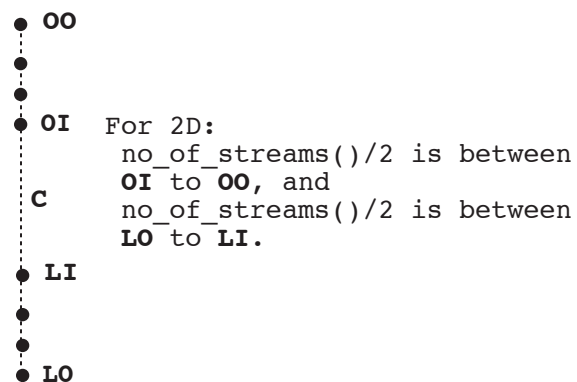 OO
OI
For 2D:
no_of_streams()/2 is between
OI to OO, and
C
no_of_streams()/2 is between
LO to LI.
LI
LO